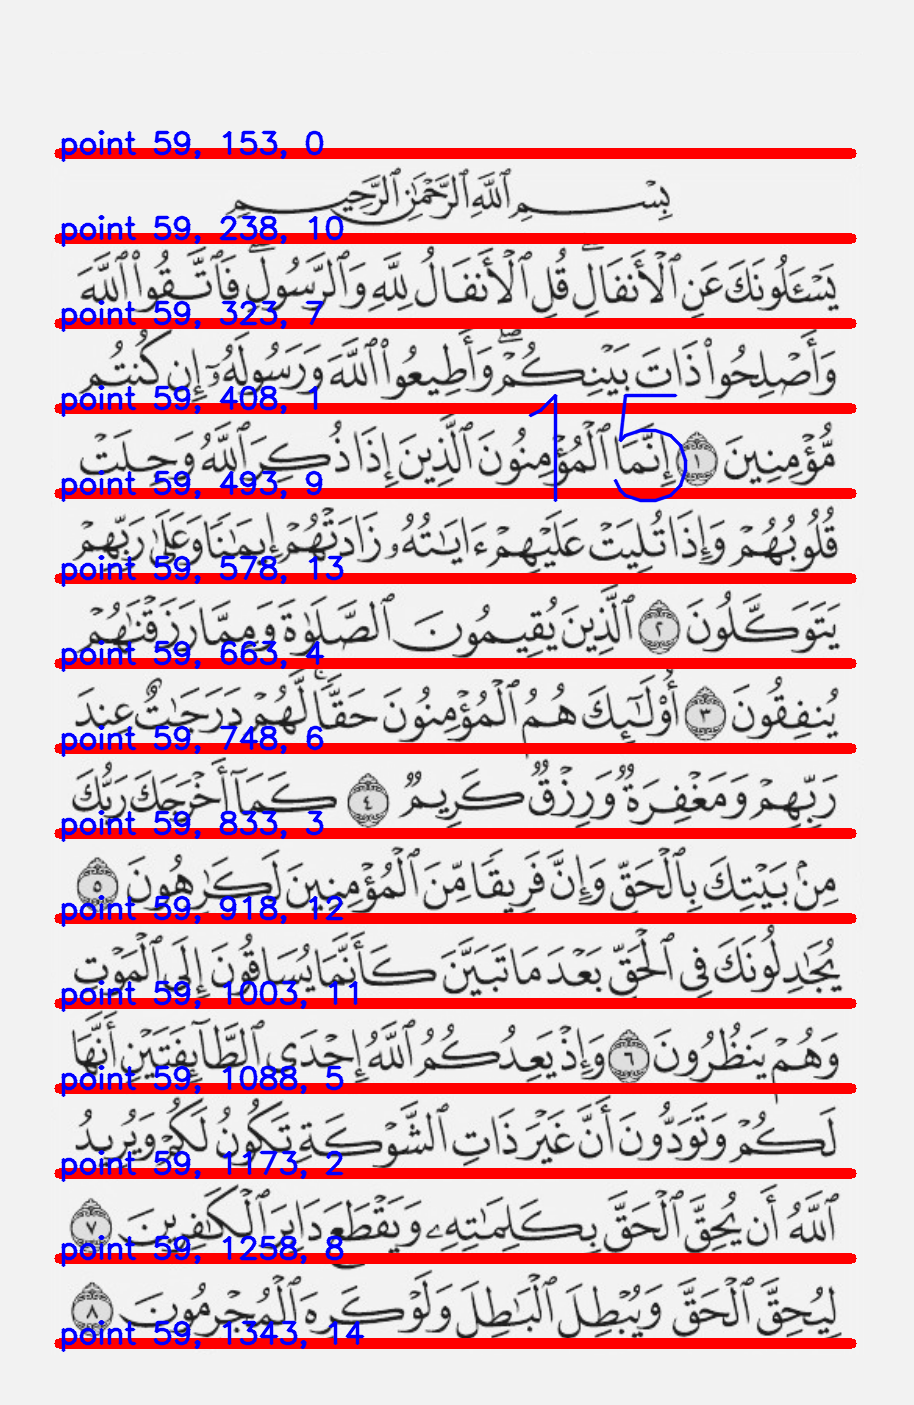 point 59, 153, 0
بِسْمِ ٱللَّهِ ٱلرَّحْمَٰنِ ٱلرَّحِيمِ
point 59, 238, 10
يَسْـَٔلُونَكَ عَنِ ٱلْأَنفَالِ ۖ قُلِ ٱلْأَنفَالُ لِلَّهِ وَٱلرَّسُولِ ۖ فَٱتَّقُوا۟ ٱللَّهَ
point 59, 323, 7
وَأَصْلِحُوا۟ ذَاتَ بَيْنِكُمْ ۖ وَأَطِيعُوا۟ ٱللَّهَ وَرَسُولَهُۥٓ إِن كُنتُم
point 59, 408, 1
15
مُّؤْمِنِينَ ١ إِنَّمَا ٱلْمُؤْمِنُونَ ٱلَّذِينَ إِذَا ذُكِرَ ٱللَّهُ وَجِلَتْ
point 59, 493, 9
قُلُوبُهُمْ وَإِذَا تُلِيَتْ عَلَيْهِمْ ءَايَٰتُهُۥ زَادَتْهُمْ إِيمَٰنًا وَعَلَىٰ رَبِّهِمْ
point 59, 578, 13
يَتَوَكَّلُونَ ٢ ٱلَّذِينَ يُقِيمُونَ ٱلصَّلَوٰةَ وَمِمَّا رَزَقْنَٰهُمْ
point 59, 663, 4
يُنفِقُونَ ٣ أُو۟لَٰٓئِكَ هُمُ ٱلْمُؤْمِنُونَ حَقًّا ۚ لَّهُمْ دَرَجَٰتٌ عِندَ
point 59, 748, 6
رَبِّهِمْ وَمَغْفِرَةٌ وَرِزْقٌ كَرِيمٌ ٤ كَمَآ أَخْرَجَكَ رَبُّكَ
point 59, 833, 3
مِنۢ بَيْتِكَ بِٱلْحَقِّ وَإِنَّ فَرِيقًا مِّنَ ٱلْمُؤْمِنِينَ لَكَٰرِهُونَ ٥
point 59, 918, 12
يُجَٰدِلُونَكَ فِى ٱلْحَقِّ بَعْدَ مَا تَبَيَّنَ كَأَنَّمَا يُسَاقُونَ إِلَى ٱلْمَوْتِ
point 59, 1003, 11
وَهُمْ يَنظُرُونَ ٦ وَإِذْ يَعِدُكُمُ ٱللَّهُ إِحْدَى ٱلطَّآئِفَتَيْنِ أَنَّهَا
point 59, 1088, 5
لَكُمْ وَتَوَدُّونَ أَنَّ غَيْرَ ذَاتِ ٱلشَّوْكَةِ تَكُونُ لَكُمْ وَيُرِيدُ
point 59, 1173, 2
ٱللَّهُ أَن يُحِقَّ ٱلْحَقَّ بِكَلِمَٰتِهِۦ وَيَقْطَعَ دَابِرَ ٱلْكَٰفِرِينَ ٧
point 59, 1258, 8
لِيُحِقَّ ٱلْحَقَّ وَيُبْطِلَ ٱلْبَٰطِلَ وَلَوْ كَرِهَ ٱلْمُجْرِمُونَ ٨
point 59, 1343, 14